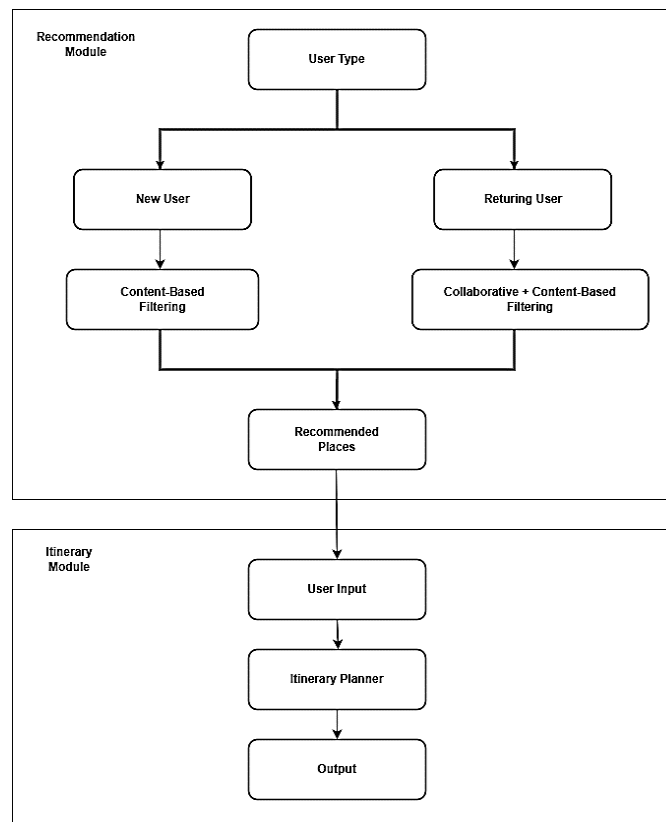 Recommendation
Module
User Type
New User
Returing User
Content-Based
Filtering
Collaborative + Content-Based
Filtering
Recommended
Places
Itinerary
Module
User Input
Itinerary Planner
Output